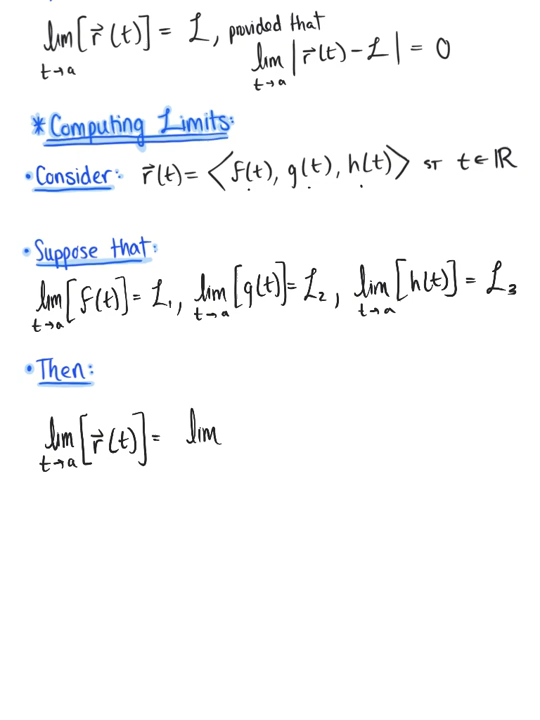 lim[r⃗(t)] = L, provided that
t→a
lim |r⃗(t) - L| = 0
t→a
*Computing Limits:
• Consider: r⃗(t) = ⟨f(t), g(t), h(t)⟩ ST t ∈ ℝ
• Suppose that:
lim[f(t)] = L₁, lim[g(t)] = L₂, lim[h(t)] = L₃
t→a t→a t→a
• Then:
lim[r⃗(t)] = lim
t→a